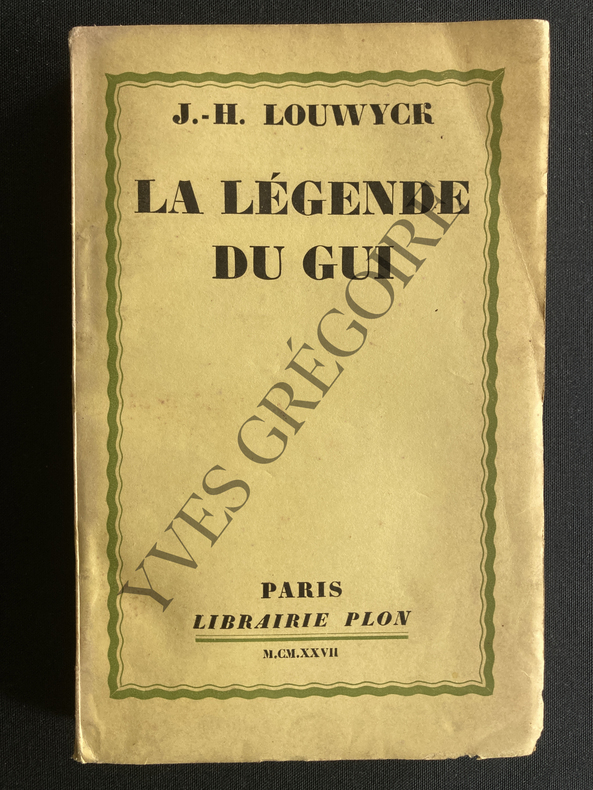 J.-H. LOUWYCK
LA LÉGENDE
DU GUI
YVES GRÉGOIRE
PARIS
LIBRAIRIE PLON
M.CM.XXVII